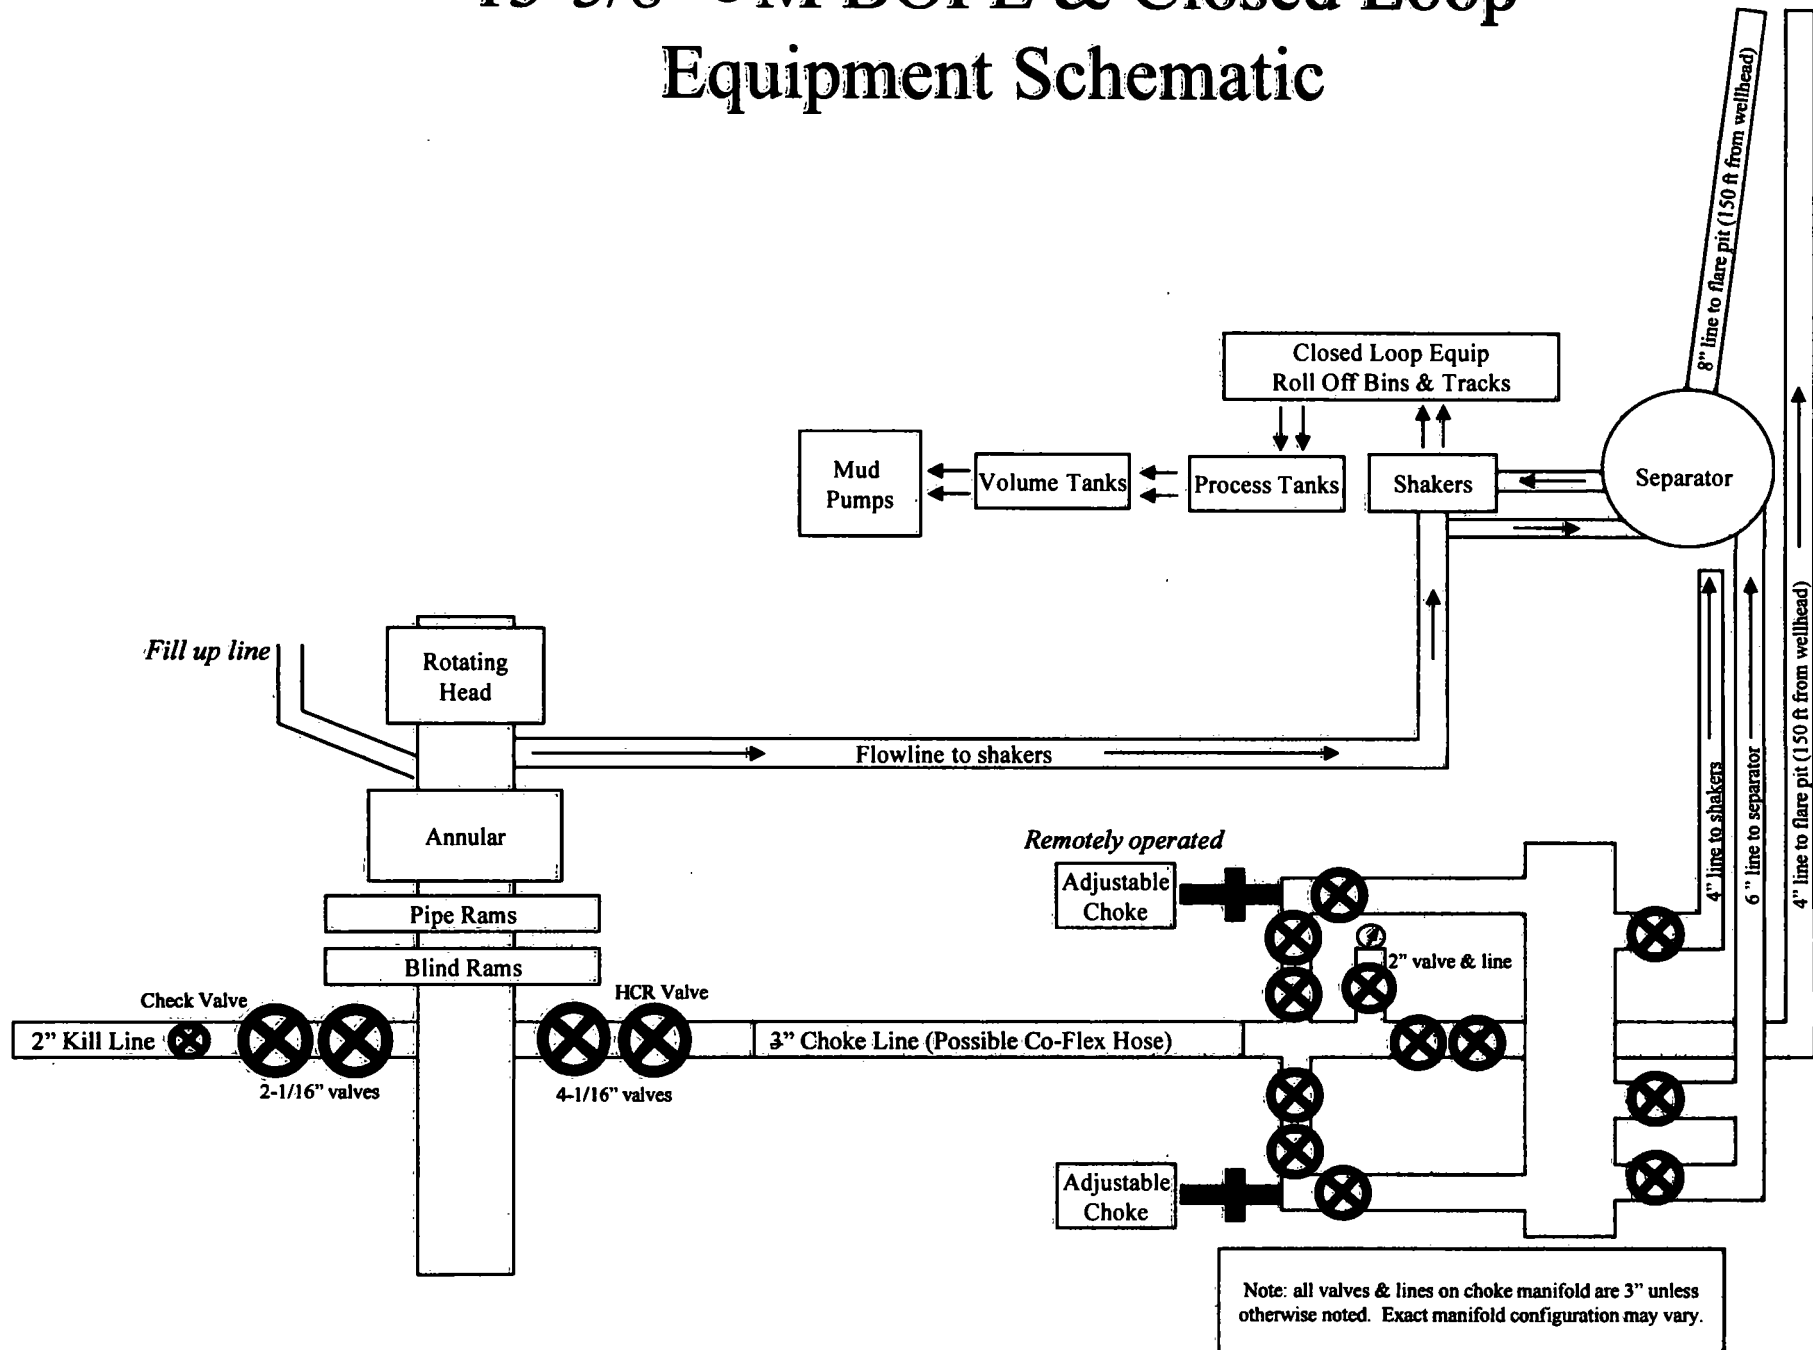 BOPE & Closed Loop
Equipment Schematic
8” line to flare pit (150 ft from wellhead)
Closed Loop Equip
Roll Off Bins & Tracks
Mud
Pumps
Volume Tanks
Process Tanks
Shakers
Separator
Fill up line
Rotating
Head
Flowline to shakers
4” line to shakers
6” line to separator
4” line to flare pit (150 ft from wellhead)
Annular
Remotely operated
Adjustable
Choke
Pipe Rams
Blind Rams
2” valve & line
Check Valve
HCR Valve
2” Kill Line
3” Choke Line (Possible Co-Flex Hose)
2-1/16” valves
4-1/16” valves
Adjustable
Choke
Note: all valves & lines on choke manifold are 3” unless
otherwise noted. Exact manifold configuration may vary.